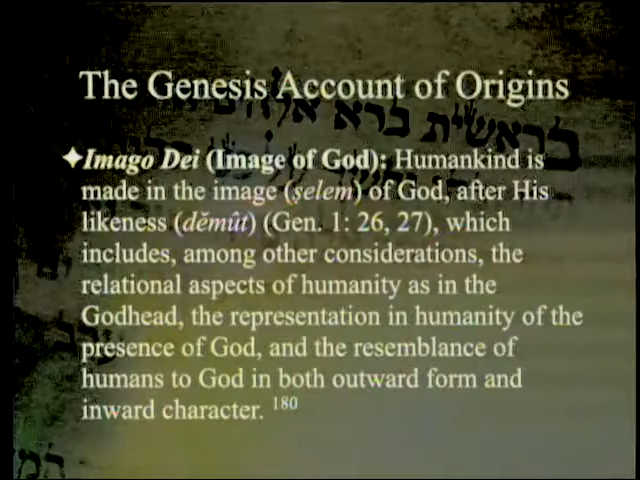 The Genesis Account of Origins
בראשית ברא אלהים
✦Imago Dei (Image of God): Humankind is
made in the image (ṣelem) of God, after His
likeness (dĕmût) (Gen. 1: 26, 27), which
includes, among other considerations, the
relational aspects of humanity as in the
Godhead, the representation in humanity of the
presence of God, and the resemblance of
humans to God in both outward form and
inward character. 180